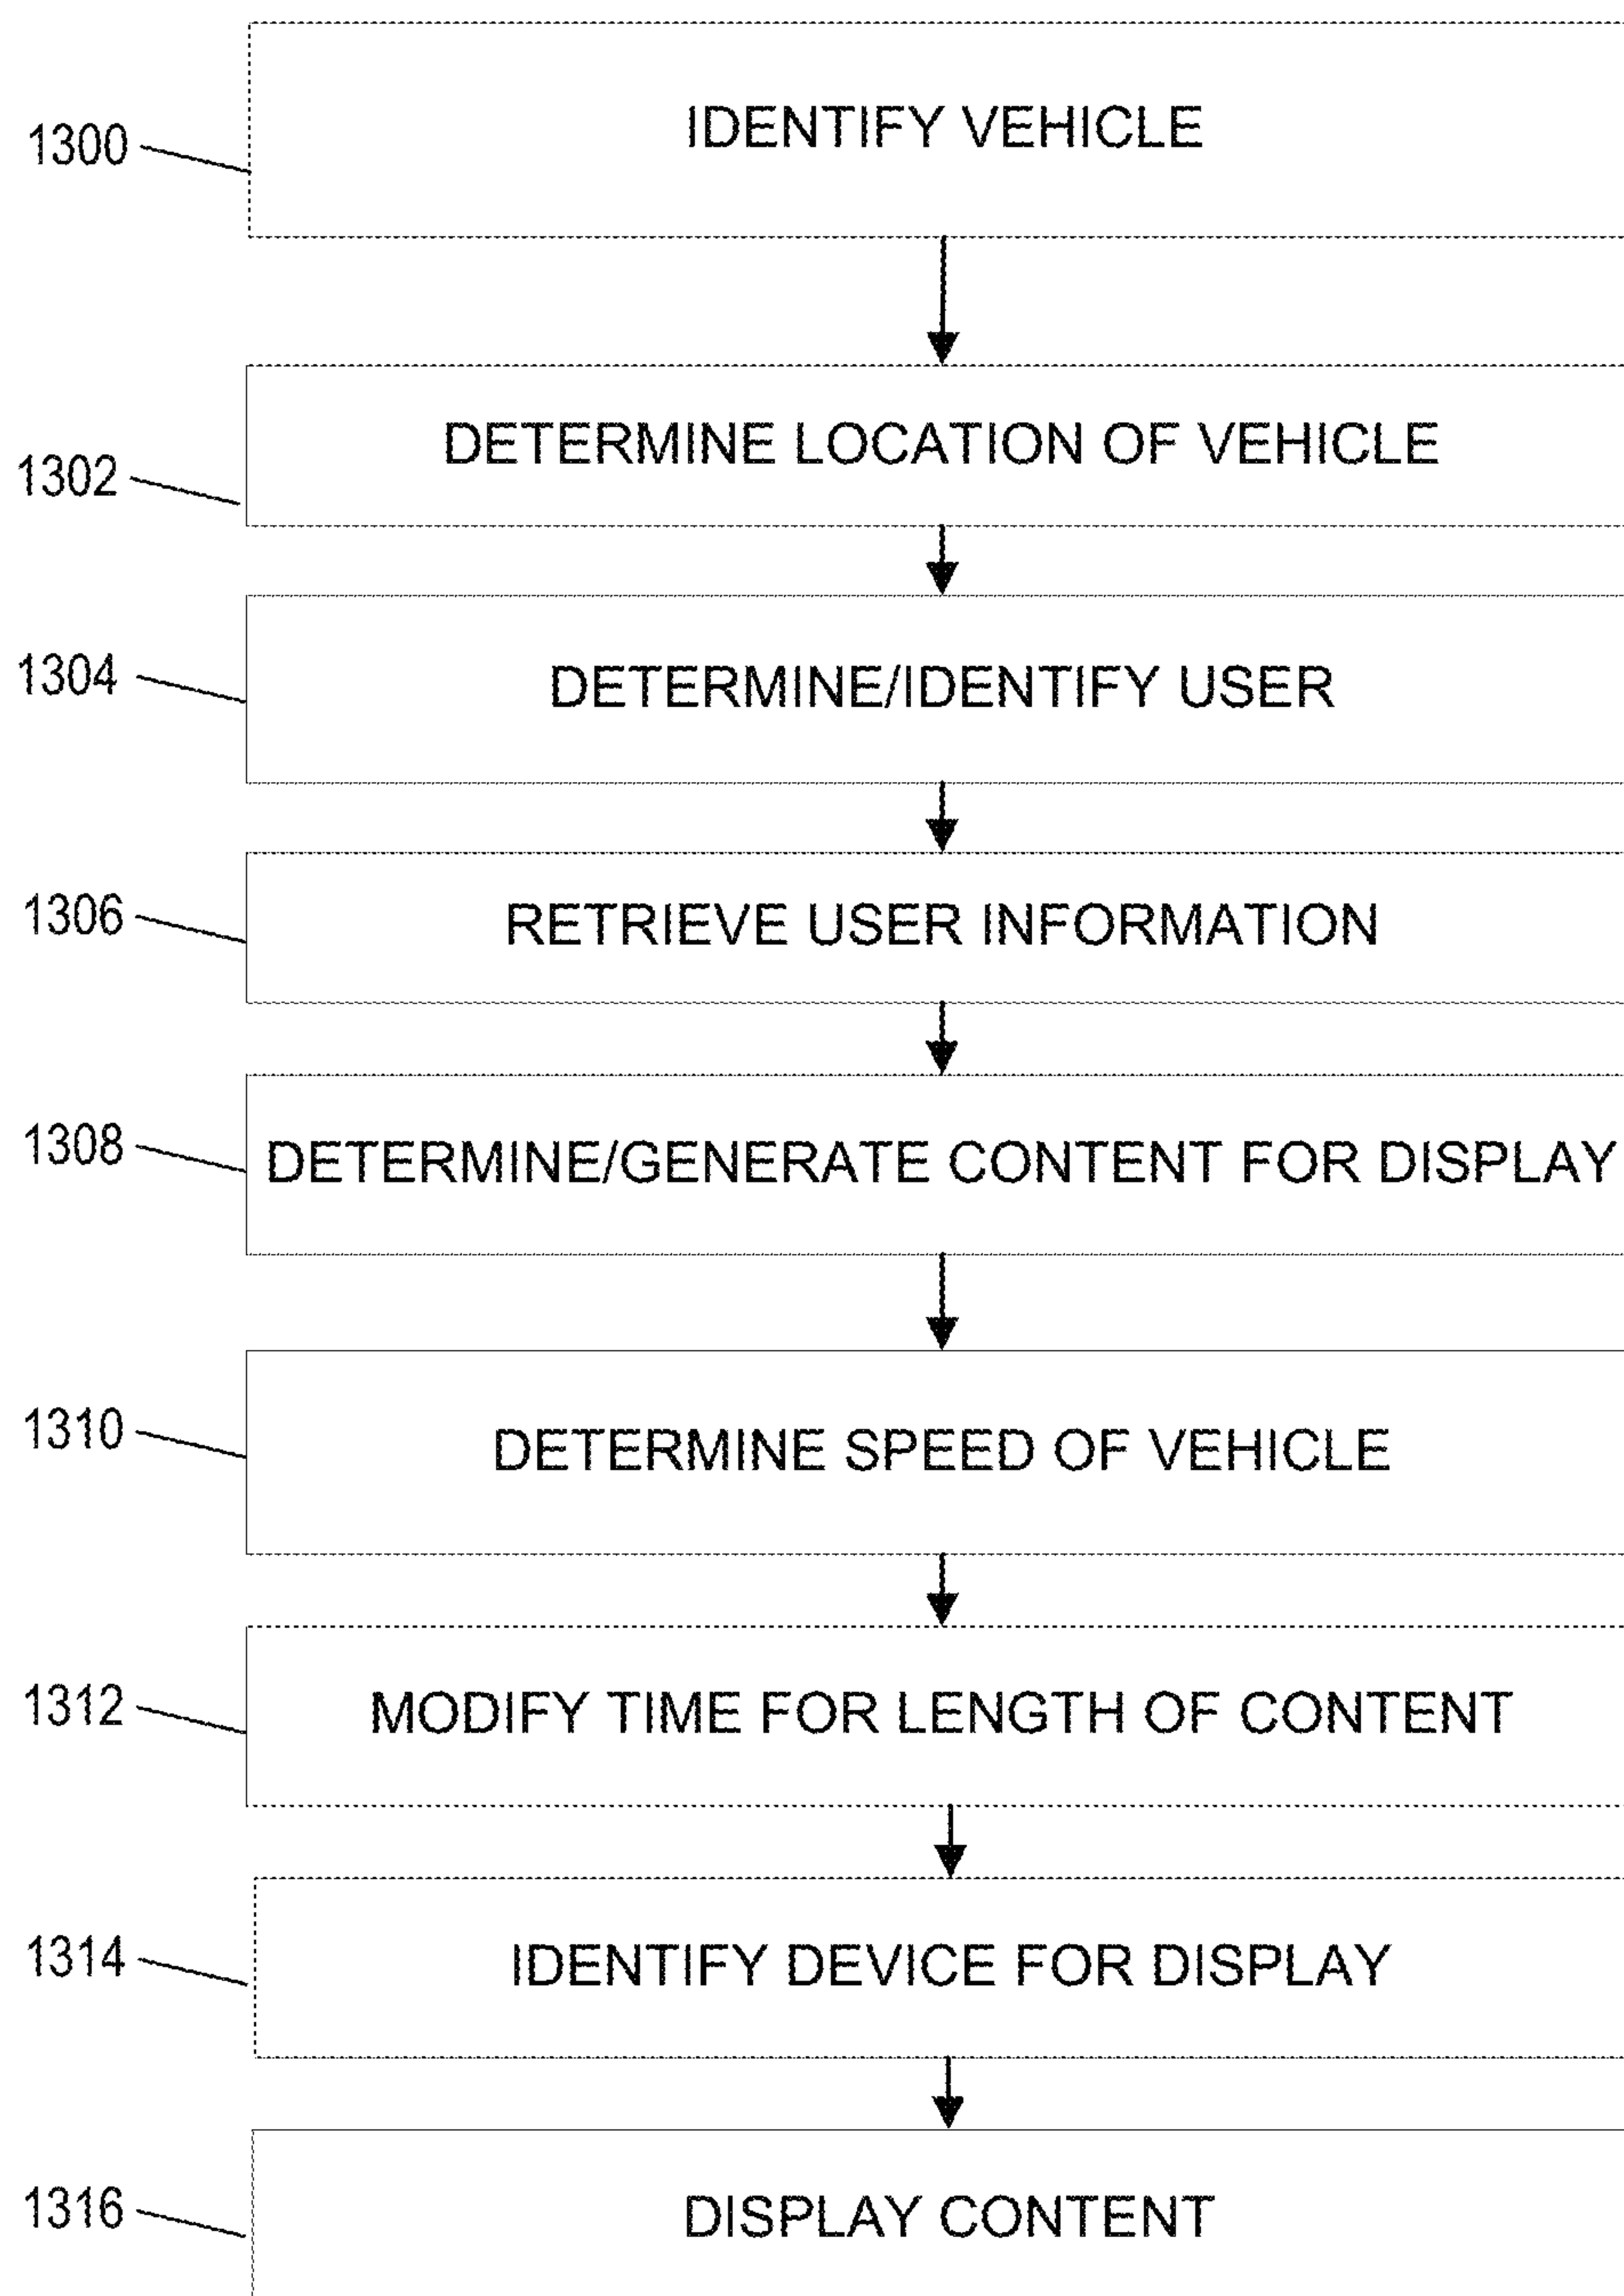 IDENTIFY VEHICLE
1300
DETERMINE LOCATION OF VEHICLE
1302
DETERMINE/IDENTIFY USER
1304
RETRIEVE USER INFORMATION
1306
DETERMINE/GENERATE CONTENT FOR DISPLAY
1308
DETERMINE SPEED OF VEHICLE
1310
MODIFY TIME FOR LENGTH OF CONTENT
1312
IDENTIFY DEVICE FOR DISPLAY
1314
DISPLAY CONTENT
1316